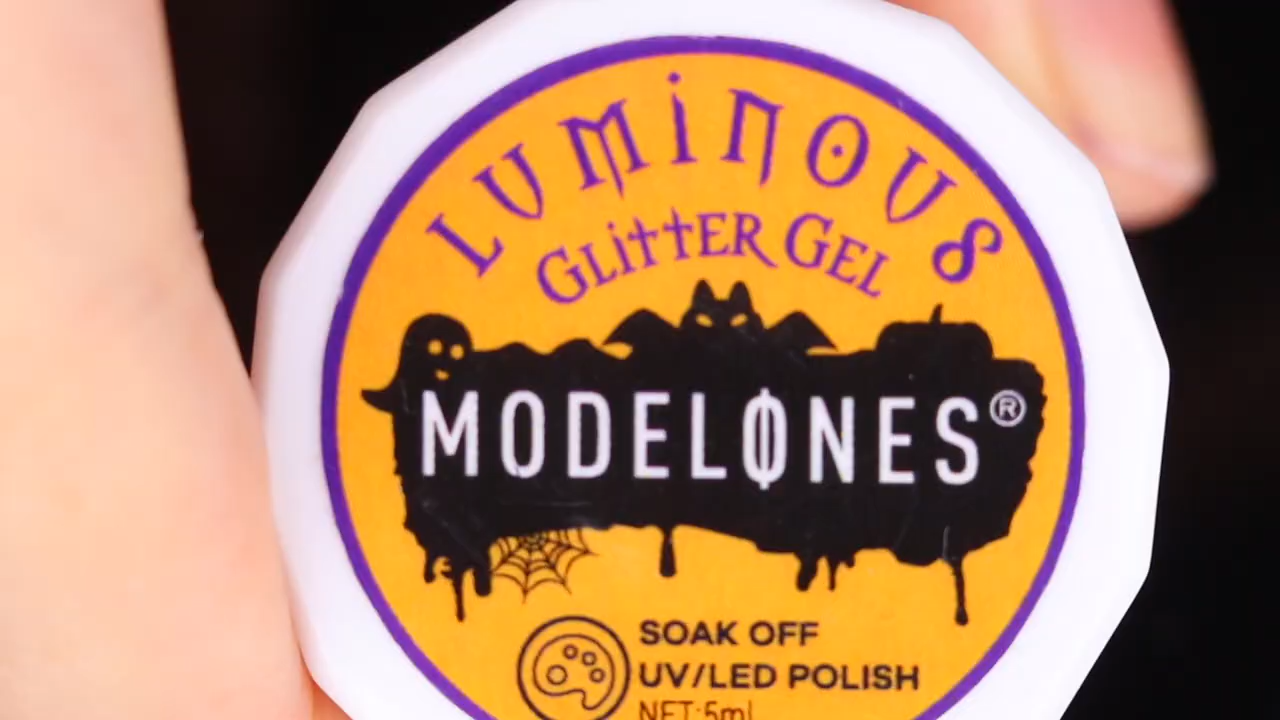 LUMINOUS
GLITTER GEL
MODELONES®
SOAK OFF
UV/LED POLISH
NET:5ml